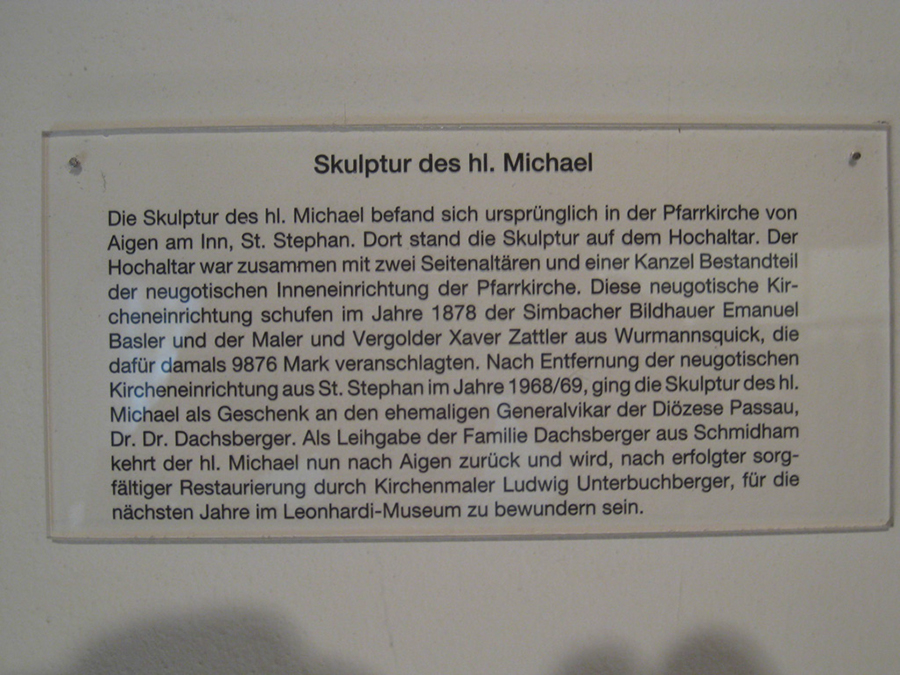 Skulptur des hl. Michael
Die Skulptur des hl. Michael befand sich ursprünglich in der Pfarrkirche von
Aigen am Inn, St. Stephan. Dort stand die Skulptur auf dem Hochaltar. Der
Hochaltar war zusammen mit zwei Seitenaltären und einer Kanzel Bestandteil
der neugotischen Inneneinrichtung der Pfarrkirche. Diese neugotische Kir-
cheneinrichtung schufen im Jahre 1878 der Simbacher Bildhauer Emanuel
Basler und der Maler und Vergolder Xaver Zattler aus Wurmannsquick, die
dafür damals 9876 Mark veranschlagten. Nach Entfernung der neugotischen
Kircheneinrichtung aus St. Stephan im Jahre 1968/69, ging die Skulptur des hl.
Michael als Geschenk an den ehemaligen Generalvikar der Diözese Passau,
Dr. Dr. Dachsberger. Als Leihgabe der Familie Dachsberger aus Schmidham
kehrt der hl. Michael nun nach Aigen zurück und wird, nach erfolgter sorg-
fältiger Restaurierung durch Kirchenmaler Ludwig Unterbuchberger, für die
nächsten Jahre im Leonhardi-Museum zu bewundern sein.